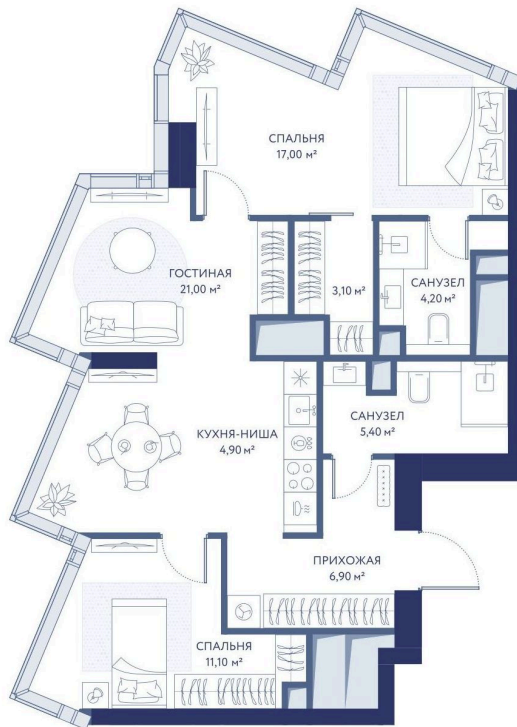 СПАЛЬНЯ
17,00 м²
ГОСТИНАЯ
21,00 м²
3,10 м²
САНУЗЕЛ
4,20 м²
САНУЗЕЛ
5,40 м²
КУХНЯ-НИША
4,90 м²
ПРИХОЖАЯ
6,90 м²
СПАЛЬНЯ
11,10 м²